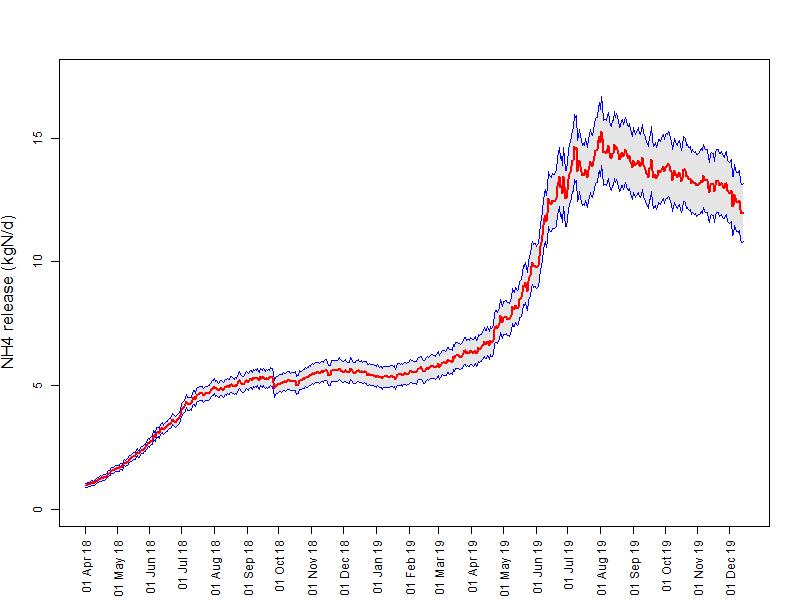 NH4 release (kgN/d)
15
10
5
0
01 Apr 18
01 May 18
01 Jun 18
01 Jul 18
01 Aug 18
01 Sep 18
01 Oct 18
01 Nov 18
01 Dec 18
01 Jan 19
01 Feb 19
01 Mar 19
01 Apr 19
01 May 19
01 Jun 19
01 Jul 19
01 Aug 19
01 Sep 19
01 Oct 19
01 Nov 19
01 Dec 19